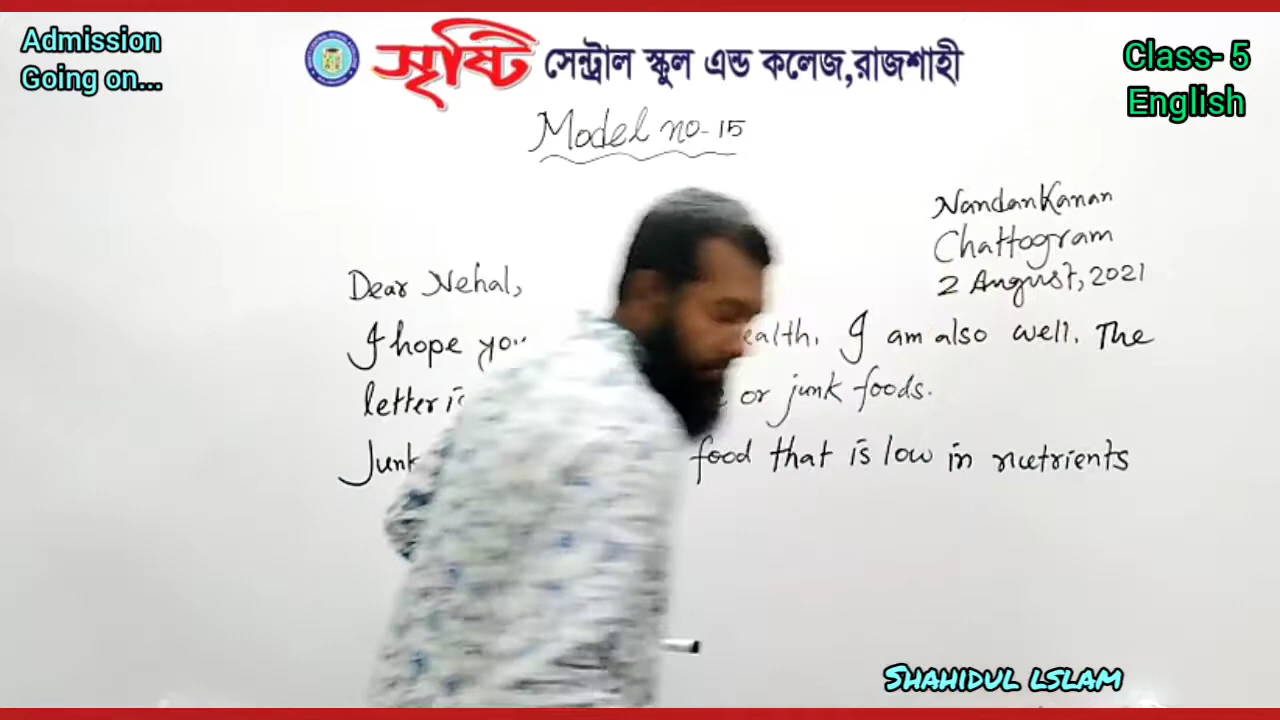 Admission
Going on...
সৃষ্টি সেন্ট্রাল স্কুল এন্ড কলেজ,রাজশাহী
Class- 5
English
Model no-15
Nandankanan
Chattogram
2 August, 2021
Dear Nehal,
I hope you ealth. I am also well. The
letter is or junk foods.
Junk food that is low in nutrients
SHAHIDUL ISLAM